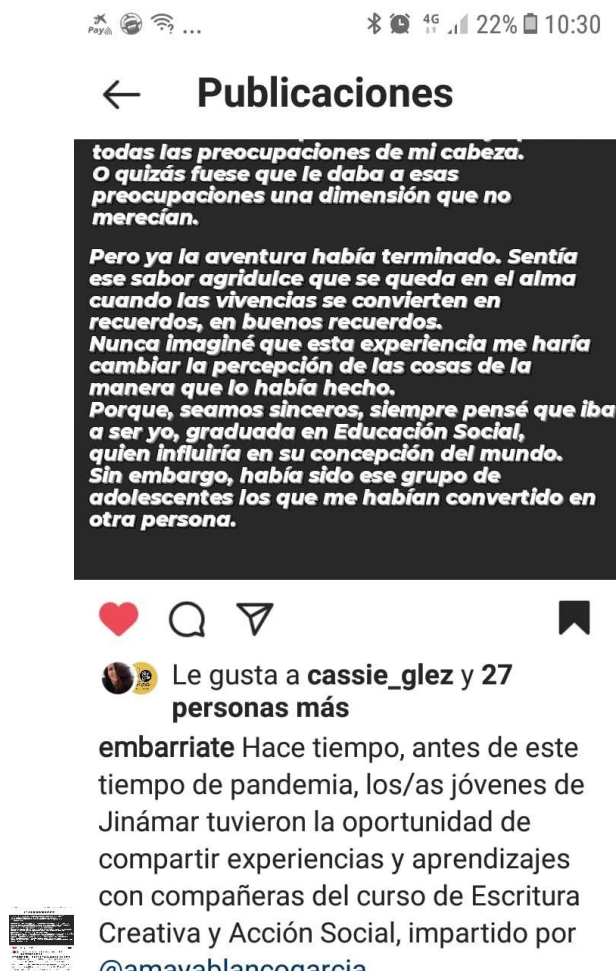 Pay
4G 22% 10:30
Publicaciones
todas las preocupaciones de mi cabeza.
O quizás fuese que le daba a esas
preocupaciones una dimensión que no
merecían.
Pero ya la aventura había terminado. Sentía
ese sabor agridulce que se queda en el alma
cuando las vivencias se convierten en
recuerdos, en buenos recuerdos.
Nunca imaginé que esta experiencia me haría
cambiar la percepción de las cosas de la
manera que lo había hecho.
Porque, seamos sinceros, siempre pensé que iba
a ser yo, graduada en Educación Social,
quien influiría en su concepción del mundo.
Sin embargo, había sido ese grupo de
adolescentes los que me habían convertido en
otra persona.
Le gusta a cassie_glez y 27
personas más
embarriate Hace tiempo, antes de este
tiempo de pandemia, los/as jóvenes de
Jinámar tuvieron la oportunidad de
compartir experiencias y aprendizajes
con compañeras del curso de Escritura
Creativa y Acción Social, impartido por
@amayablancogarcia